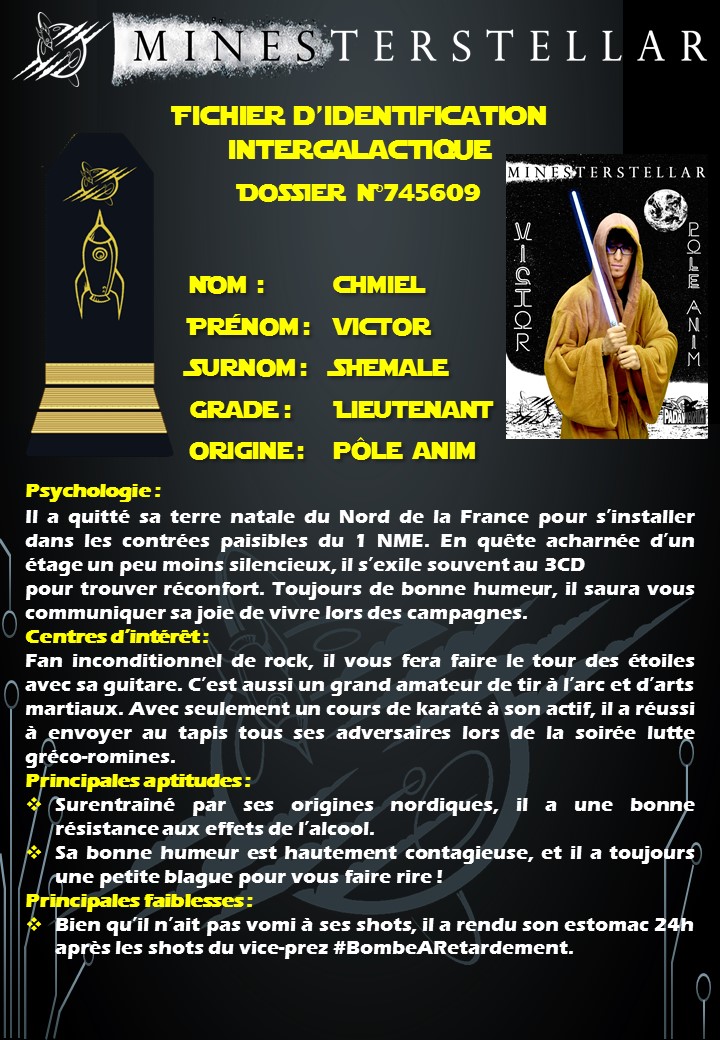 MINESTERSTELLAR
FICHIER D'IDENTIFICATION
INTERGALACTIQUE
DOSSIER N°745609
MINESTERSTELLAR
VICTOR
POLE ANIM
NOM : CHMIEL
PRÉNOM : VICTOR
SURNOM : SHEMALE
GRADE : LIEUTENANT
ORIGINE : PÔLE ANIM
Psychologie :
Il a quitté sa terre natale du Nord de la France pour s'installer
dans les contrées paisibles du 1 NME. En quête acharnée d'un
étage un peu moins silencieux, il s'exile souvent au 3CD
pour trouver réconfort. Toujours de bonne humeur, il saura vous
communiquer sa joie de vivre lors des campagnes.
Centres d'intérêt :
Fan inconditionnel de rock, il vous fera faire le tour des étoiles
avec sa guitare. C'est aussi un grand amateur de tir à l'arc et d'arts
martiaux. Avec seulement un cours de karaté à son actif, il a réussi
à envoyer au tapis tous ses adversaires lors de la soirée lutte
gréco-romines.
Principales aptitudes :
❖ Surentraîné par ses origines nordiques, il a une bonne
résistance aux effets de l'alcool.
❖ Sa bonne humeur est hautement contagieuse, et il a toujours
une petite blague pour vous faire rire !
Principales faiblesses :
❖ Bien qu'il n'ait pas vomi à ses shots, il a rendu son estomac 24h
après les shots du vice-prez #BombeARetardement.